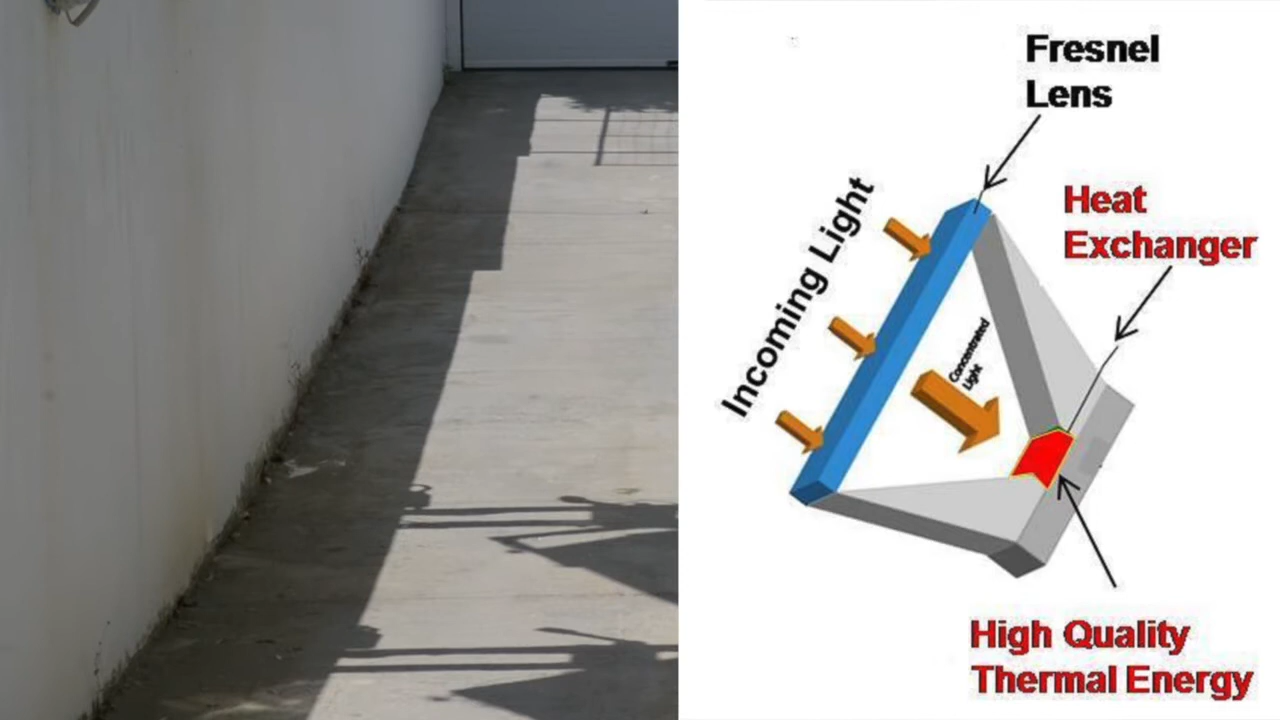 Fresnel
Lens
Heat
Exchanger
Incoming Light
Concentrated
Light
High Quality
Thermal Energy